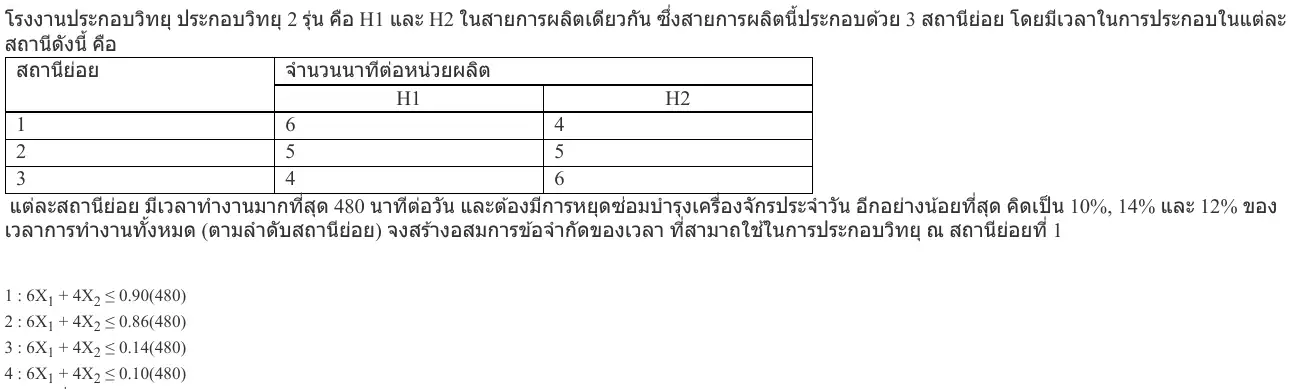 โรงงานประกอบวิทยุ ประกอบวิทยุ 2 รุ่น คือ H1 และ H2 ในสายการผลิตเดียวกัน ซึ่งสายการผลิตนี้ประกอบด้วย 3 สถานีย่อย โดยมีเวลาในการประกอบในแต่ละ
สถานีดังนี้ คือ
สถานีย่อย จำนวนนาทีต่อหน่วยผลิต
H1 H2
1 6 4
2 5 5
3 4 6
แต่ละสถานีย่อย มีเวลาทำงานมากที่สุด 480 นาทีต่อวัน และต้องมีการหยุดซ่อมบำรุงเครื่องจักรประจำวัน อีกอย่างน้อยที่สุด คิดเป็น 10%, 14% และ 12% ของ
เวลาการทำงานทั้งหมด (ตามลำดับสถานีย่อย) จงสร้างอสมการข้อจำกัดของเวลา ที่สามาถใช้ในการประกอบวิทยุ ณ สถานีย่อยที่ 1
1 : 6X₁ + 4X₂ ≤ 0.90(480)
2 : 6X₁ + 4X₂ ≤ 0.86(480)
3 : 6X₁ + 4X₂ ≤ 0.14(480)
4 : 6X₁ + 4X₂ ≤ 0.10(480)